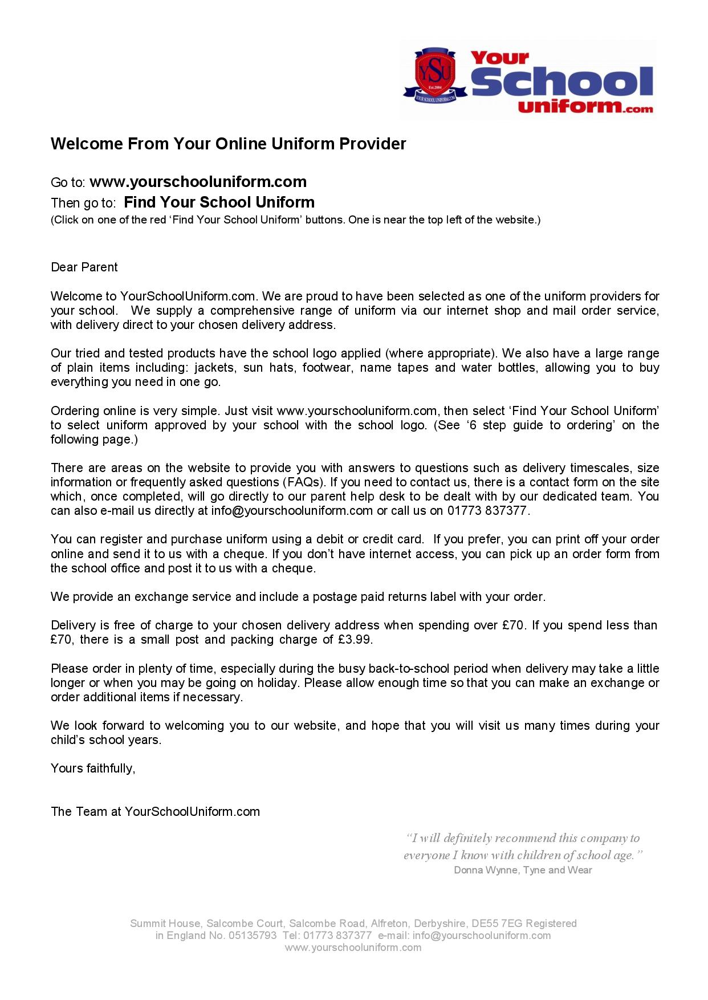 YSU
Est.2004
YOUR SCHOOL UNIFORM.COM
Your
School
uniform.com
Welcome From Your Online Uniform Provider
Go to: www.yourschooluniform.com
Then go to:  Find Your School Uniform
(Click on one of the red ‘Find Your School Uniform’ buttons. One is near the top left of the website.)
Dear Parent
Welcome to YourSchoolUniform.com. We are proud to have been selected as one of the uniform providers for
your school.   We supply a comprehensive range of uniform via our internet shop and mail order service,
with delivery direct to your chosen delivery address.
Our tried and tested products have the school logo applied (where appropriate). We also have a large range
of plain items including: jackets, sun hats, footwear, name tapes and water bottles, allowing you to buy
everything you need in one go.
Ordering online is very simple. Just visit www.yourschooluniform.com, then select ‘Find Your School Uniform’
to select uniform approved by your school with the school logo. (See ‘6 step guide to ordering’ on the
following page.)
There are areas on the website to provide you with answers to questions such as delivery timescales, size
information or frequently asked questions (FAQs). If you need to contact us, there is a contact form on the site
which, once completed, will go directly to our parent help desk to be dealt with by our dedicated team. You
can also e-mail us directly at info@yourschooluniform.com or call us on 01773 837377.
You can register and purchase uniform using a debit or credit card.  If you prefer, you can print off your order
online and send it to us with a cheque. If you don’t have internet access, you can pick up an order form from
the school office and post it to us with a cheque.
We provide an exchange service and include a postage paid returns label with your order.
Delivery is free of charge to your chosen delivery address when spending over £70. If you spend less than
£70, there is a small post and packing charge of £3.99.
Please order in plenty of time, especially during the busy back-to-school period when delivery may take a little
longer or when you may be going on holiday. Please allow enough time so that you can make an exchange or
order additional items if necessary.
We look forward to welcoming you to our website, and hope that you will visit us many times during your
child’s school years.
Yours faithfully,
The Team at YourSchoolUniform.com
“I will definitely recommend this company to
everyone I know with children of school age.”
Donna Wynne, Tyne and Wear
Summit House, Salcombe Court, Salcombe Road, Alfreton, Derbyshire, DE55 7EG Registered
in England No. 05135793  Tel: 01773 837377  e-mail: info@yourschooluniform.com
www.yourschooluniform.com